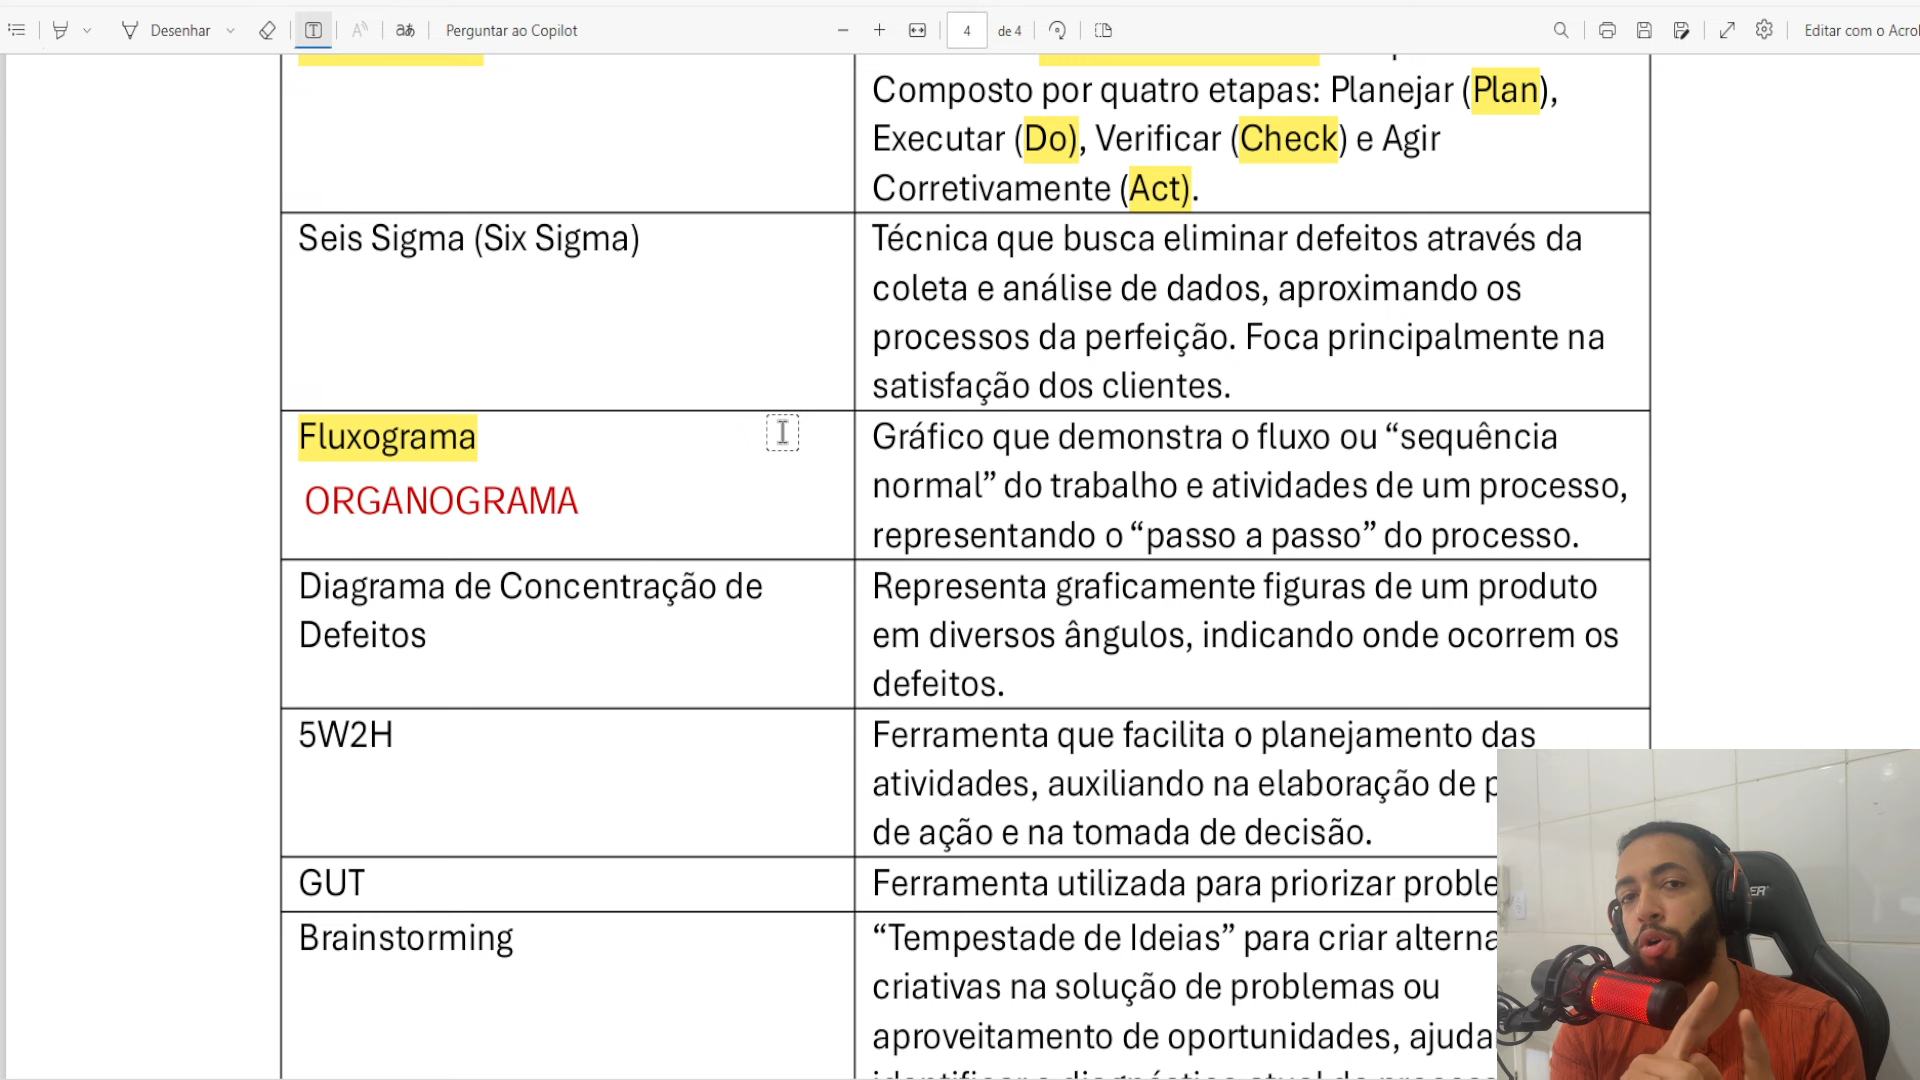 Desenhar
aあ
Perguntar ao Copilot
4
de 4
Editar com o Acro
Composto por quatro etapas: Planejar (Plan),
Executar (Do), Verificar (Check) e Agir
Corretivamente (Act).
Seis Sigma (Six Sigma)
Técnica que busca eliminar defeitos através da
coleta e análise de dados, aproximando os
processos da perfeição. Foca principalmente na
satisfação dos clientes.
Fluxograma
ORGANOGRAMA
Gráfico que demonstra o fluxo ou “sequência
normal” do trabalho e atividades de um processo,
representando o “passo a passo” do processo.
Diagrama de Concentração de
Defeitos
Representa graficamente figuras de um produto
em diversos ângulos, indicando onde ocorrem os
defeitos.
5W2H
Ferramenta que facilita o planejamento das
atividades, auxiliando na elaboração de p
de ação e na tomada de decisão.
GUT
Ferramenta utilizada para priorizar proble
Brainstorming
“Tempestade de Ideias” para criar alterna
criativas na solução de problemas ou
aproveitamento de oportunidades, ajuda